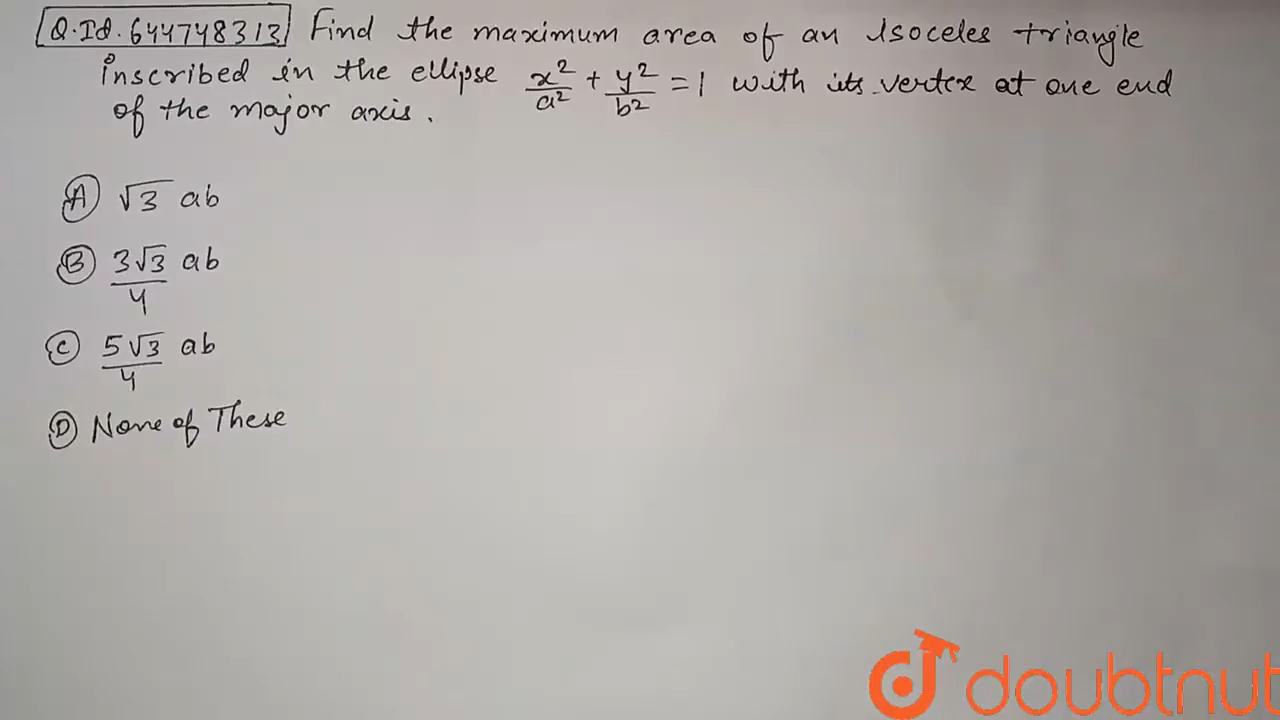 Q.Id.644748313 Find the maximum area of an Isoceles triangle
inscribed in the ellipse x²/a² + y²/b² = 1 with its vertex at one end
of the major axis.
(A) √3 ab
(B) 3√3/4 ab
(C) 5√3/4 ab
(D) None of These
doubtnut